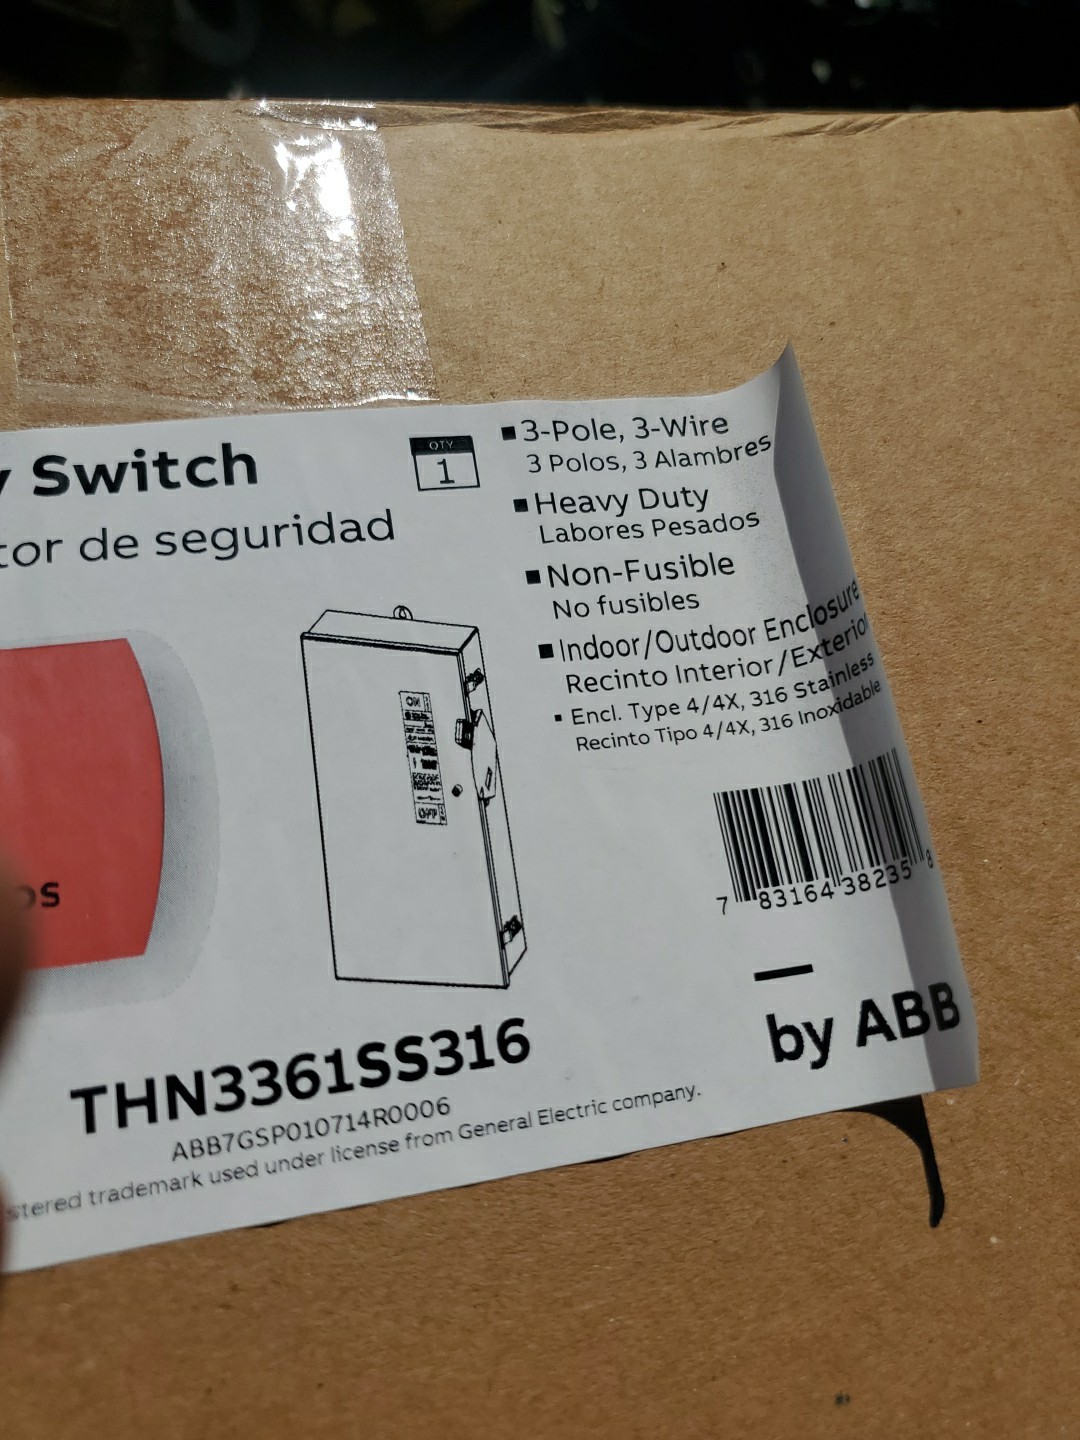 y Switch
tor de seguridad
QTY
1
3-Pole, 3-Wire
3 Polos, 3 Alambres
Heavy Duty
Labores Pesados
Non-Fusible
No fusibles
Indoor/Outdoor Enclosure
Recinto Interior/Exterior
Encl. Type 4/4X, 316 Stainless
Recinto Tipo 4/4X, 316 Inoxidable
ON
OFF
os
7 83164 38235 8
by ABB
THN3361SS316
ABB7GSP010714R0006
stered trademark used under license from General Electric company.